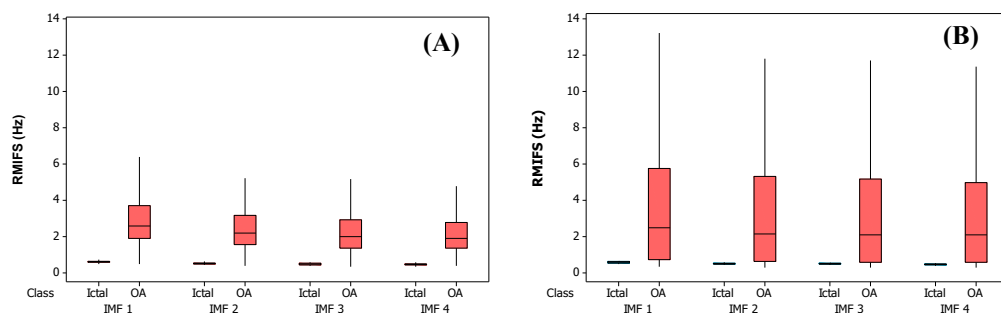 (A)
RMIFS (Hz)
14
12
10
8
6
4
2
0
Class Ictal OA Ictal OA Ictal OA Ictal OA
IMF 1 IMF 2 IMF 3 IMF 4
(B)
RMIFS (Hz)
14
12
10
8
6
4
2
0
Class Ictal OA Ictal OA Ictal OA Ictal OA
IMF 1 IMF 2 IMF 3 IMF 4